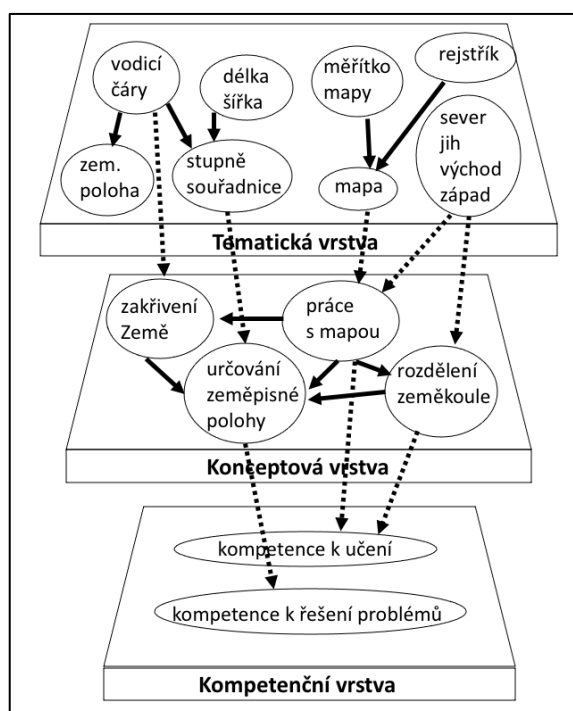 vodicí
čáry
délka
šířka
měřítko
mapy
rejstřík
zem.
poloha
stupně
souřadnice
mapa
sever
jih
východ
západ
Tematická vrstva
zakřivení
Země
práce
s mapou
určování
zeměpisné
polohy
rozdělení
zeměkoule
Konceptová vrstva
kompetence k učení
kompetence k řešení problémů
Kompetenční vrstva